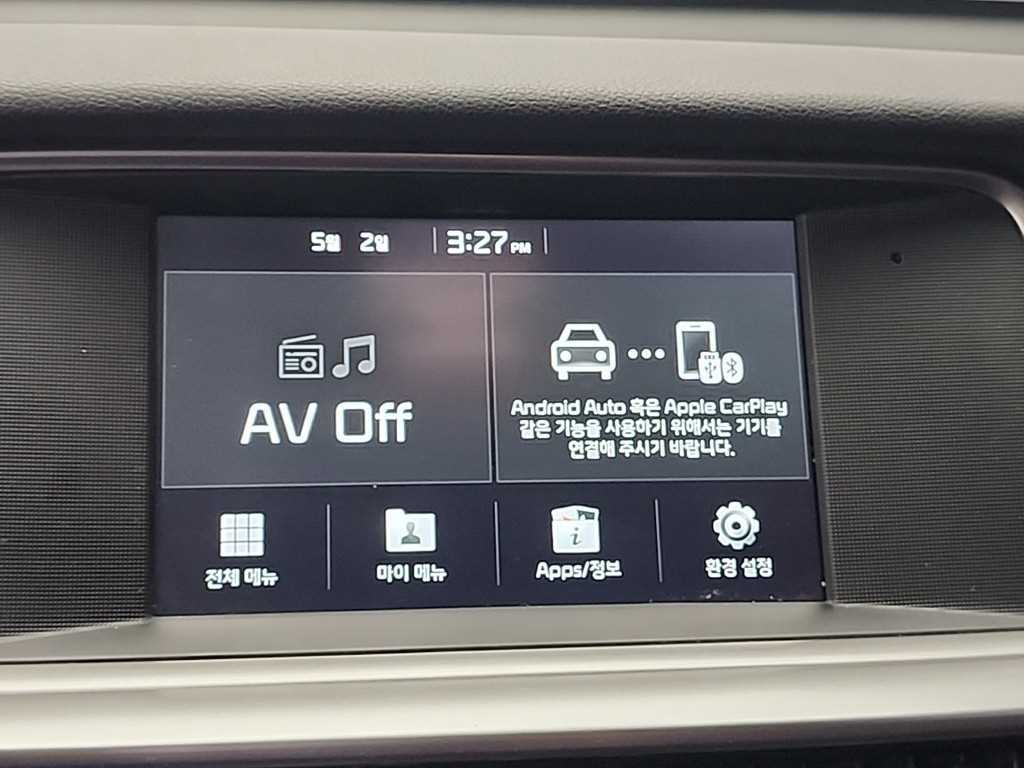 5월 2일 3:27 PM
AV Off
Android Auto 혹은 Apple CarPlay
같은 기능을 사용하기 위해서는 기기를
연결해 주시기 바랍니다.
전체 메뉴
마이 메뉴
Apps/정보
환경 설정